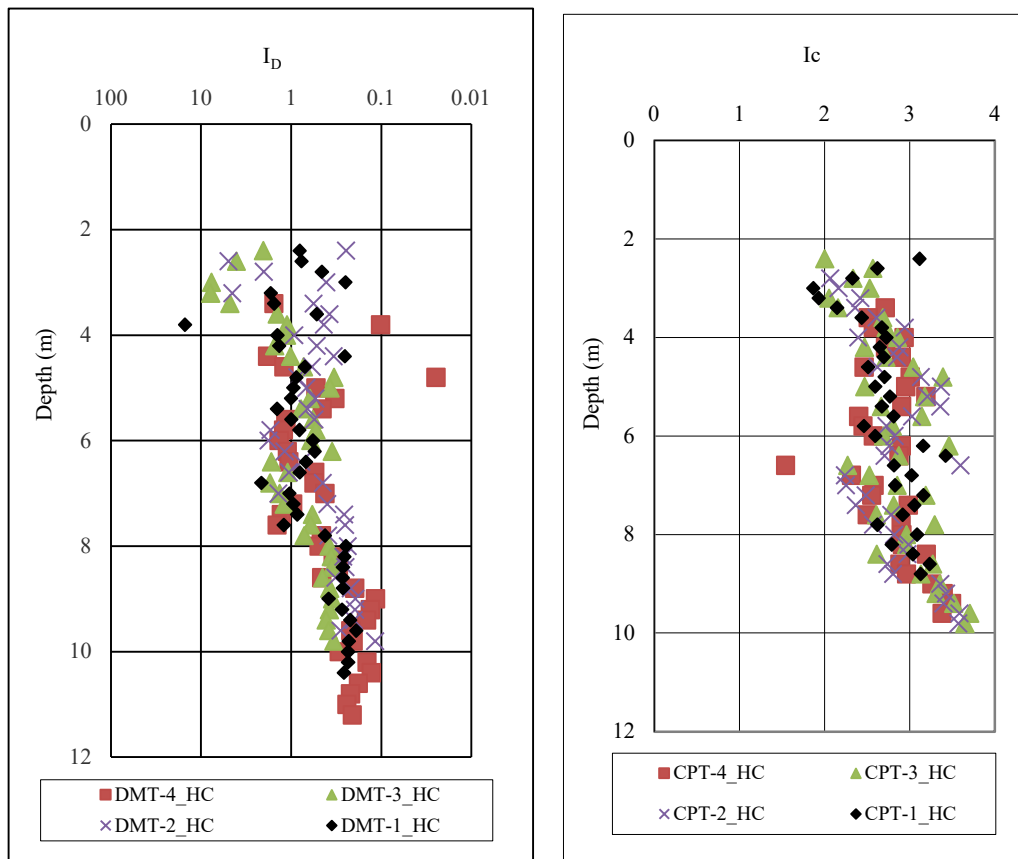 I_D
100 10 1 0.1 0.01
0
2
4
6
8
10
12
Depth (m)
DMT-4_HC DMT-3_HC
DMT-2_HC DMT-1_HC
Ic
0 1 2 3 4
0
2
4
6
8
10
12
Depth (m)
CPT-4_HC CPT-3_HC
CPT-2_HC CPT-1_HC